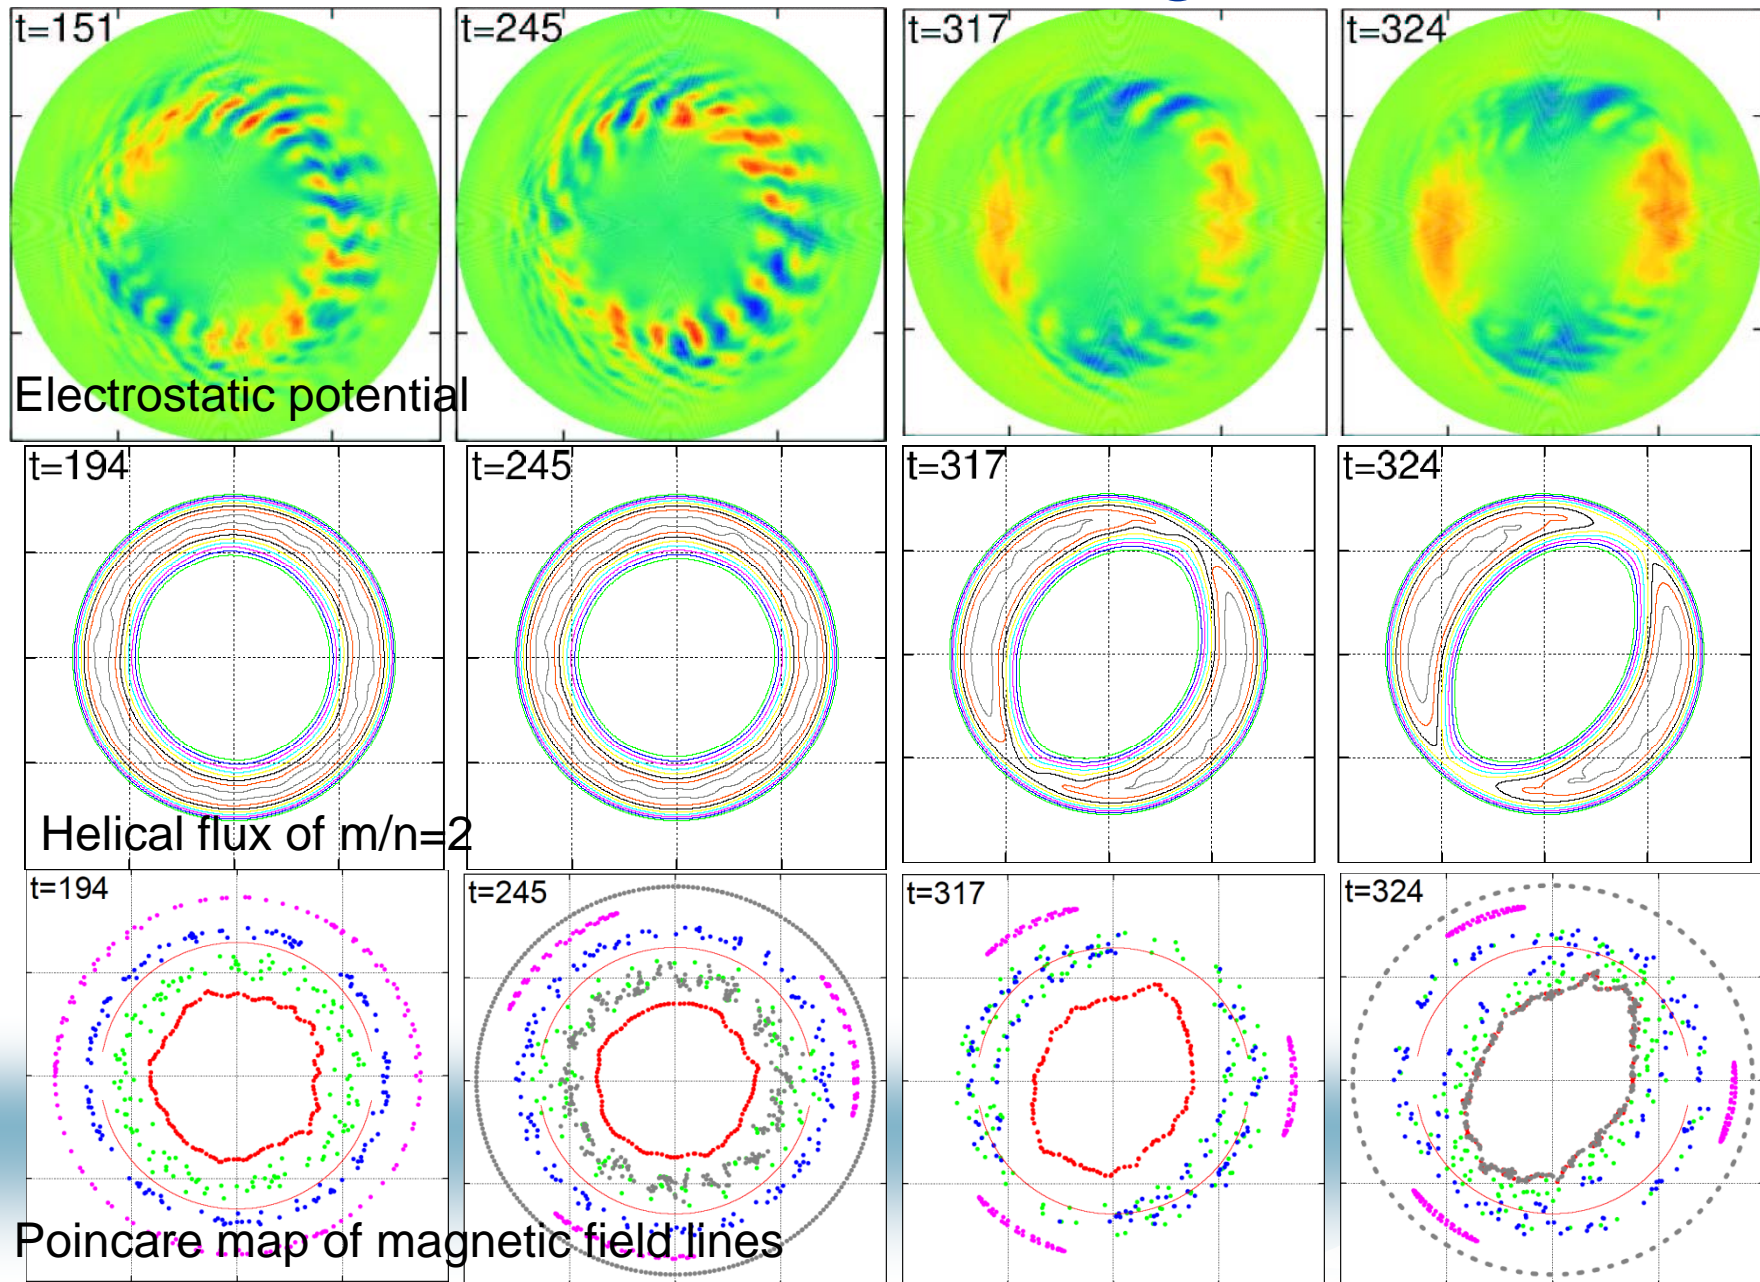 t=151 t=245 t=317 t=324
Electrostatic potential
t=194 t=245 t=317 t=324
Helical flux of m/n=2
t=194 t=245 t=317 t=324
Poincare map of magnetic field lines